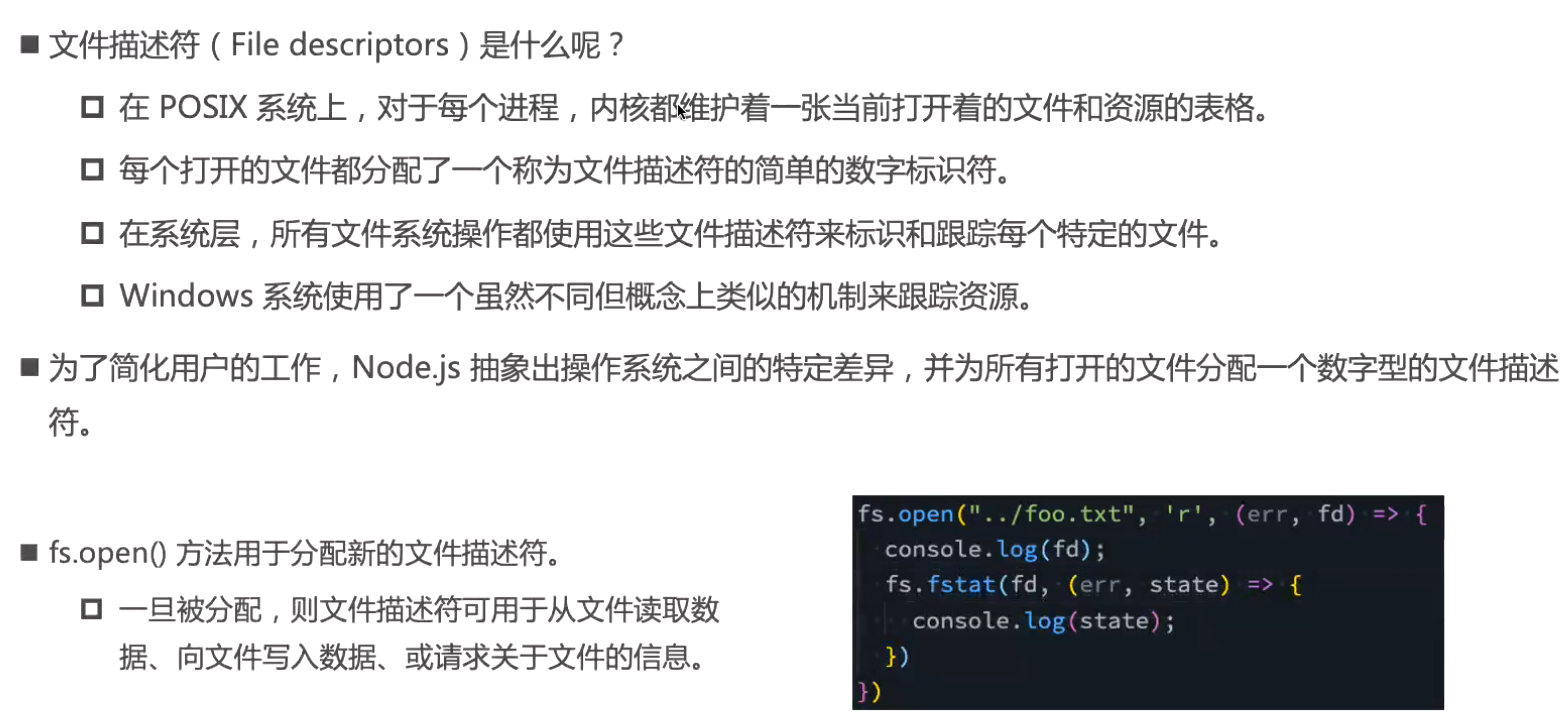 文件描述符（File descriptors）是什么呢？
在 POSIX 系统上，对于每个进程，内核都维护着一张当前打开着的文件和资源的表格。
每个打开的文件都分配了一个称为文件描述符的简单的数字标识符。
在系统层，所有文件系统操作都使用这些文件描述符来标识和跟踪每个特定的文件。
Windows 系统使用了一个虽然不同但概念上类似的机制来跟踪资源。
为了简化用户的工作，Node.js 抽象出操作系统之间的特定差异，并为所有打开的文件分配一个数字型的文件描述
符。
fs.open() 方法用于分配新的文件描述符。
一旦被分配，则文件描述符可用于从文件读取数
据、向文件写入数据、或请求关于文件的信息。
fs.open("../foo.txt", 'r', (err, fd) => {
console.log(fd);
fs.fstat(fd, (err, state) => {
console.log(state);
})
})